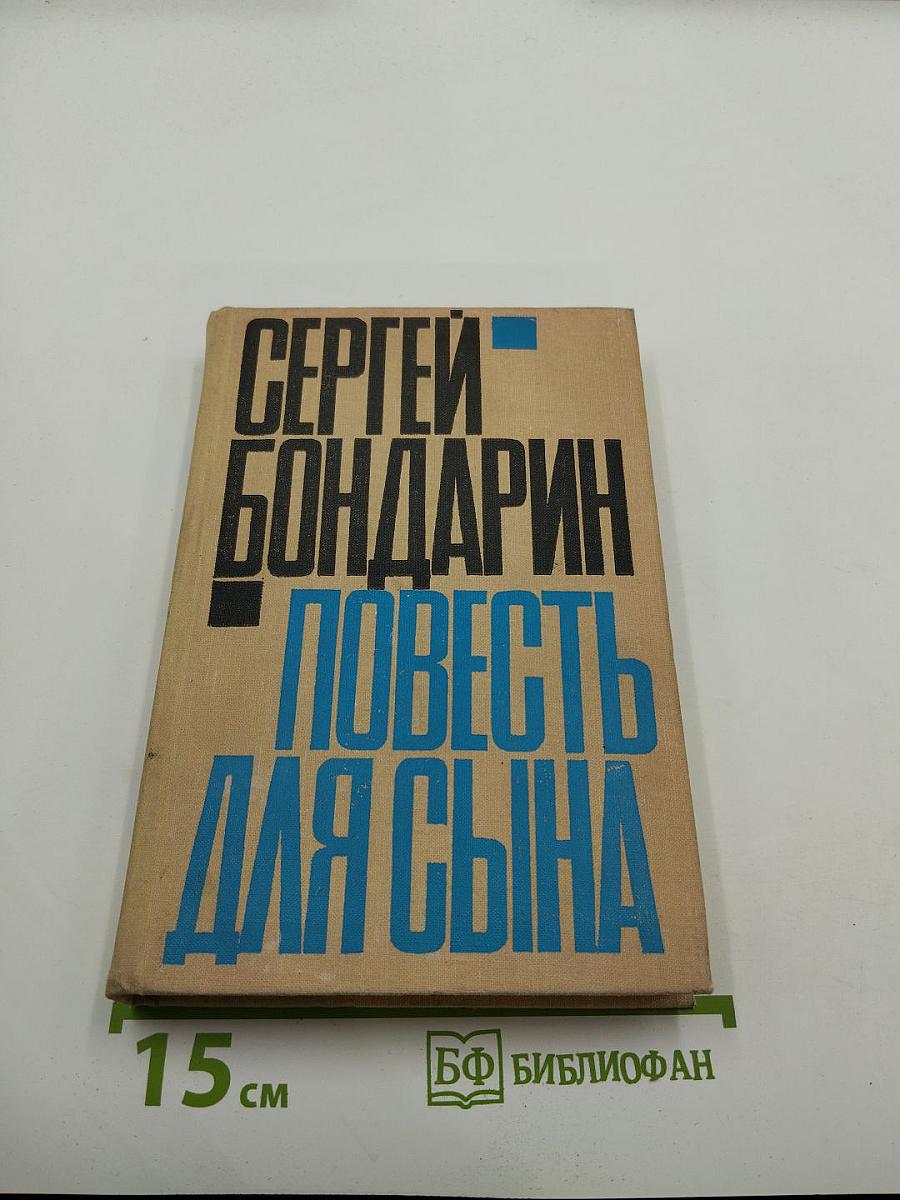 СЕРГЕЙ
БОНДАРИН
ПОВЕСТЬ
ДЛЯ СЫНА
15 см
БФ БИБЛИОФАН